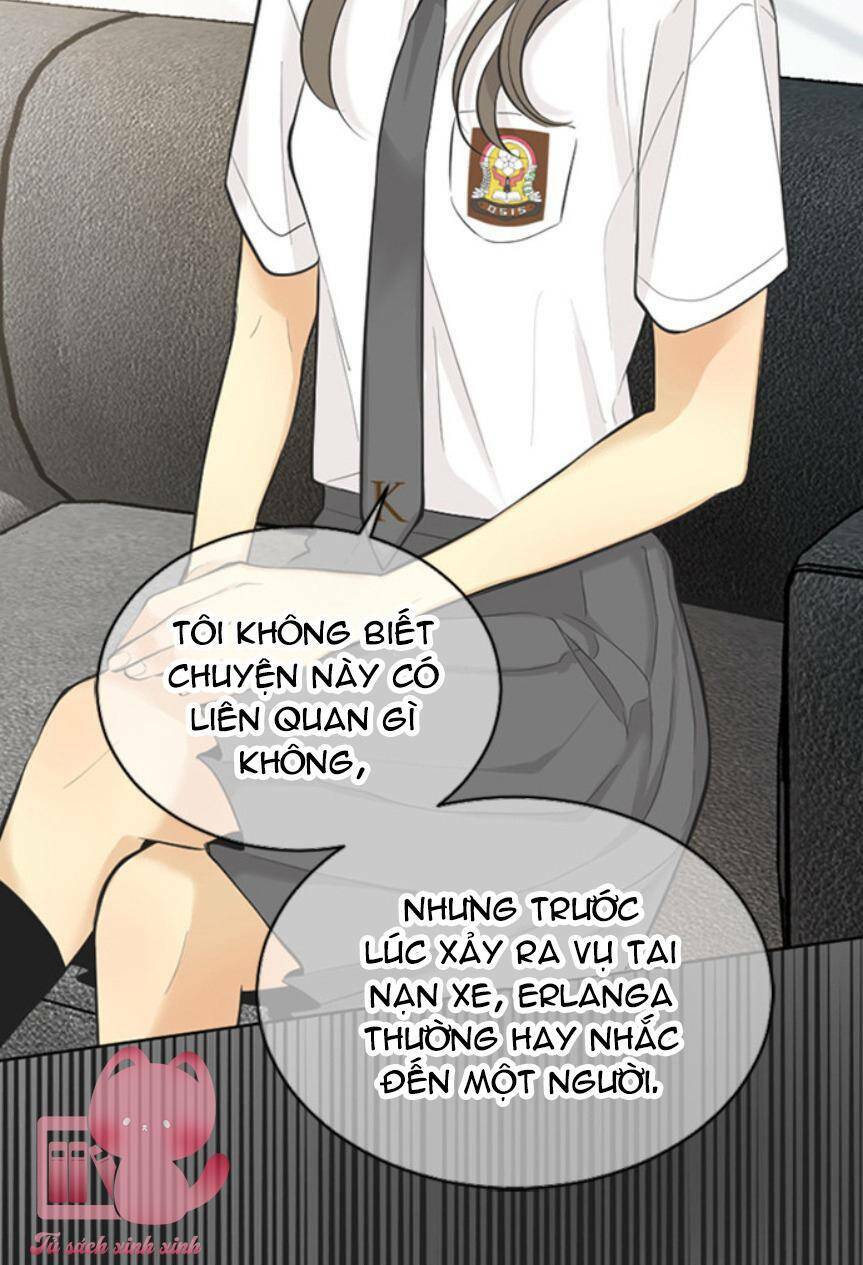 OSIS
K
TÔI KHÔNG BIẾT
CHUYỆN NÀY CÓ
LIÊN QUAN GÌ
KHÔNG,
NHƯNG TRƯỚC
LÚC XẢY RA VỤ TAI
NẠN XE, ERLANGA
THƯỜNG HAY NHẮC
ĐẾN MỘT NGƯỜI.
Tủ sách xinh xinh